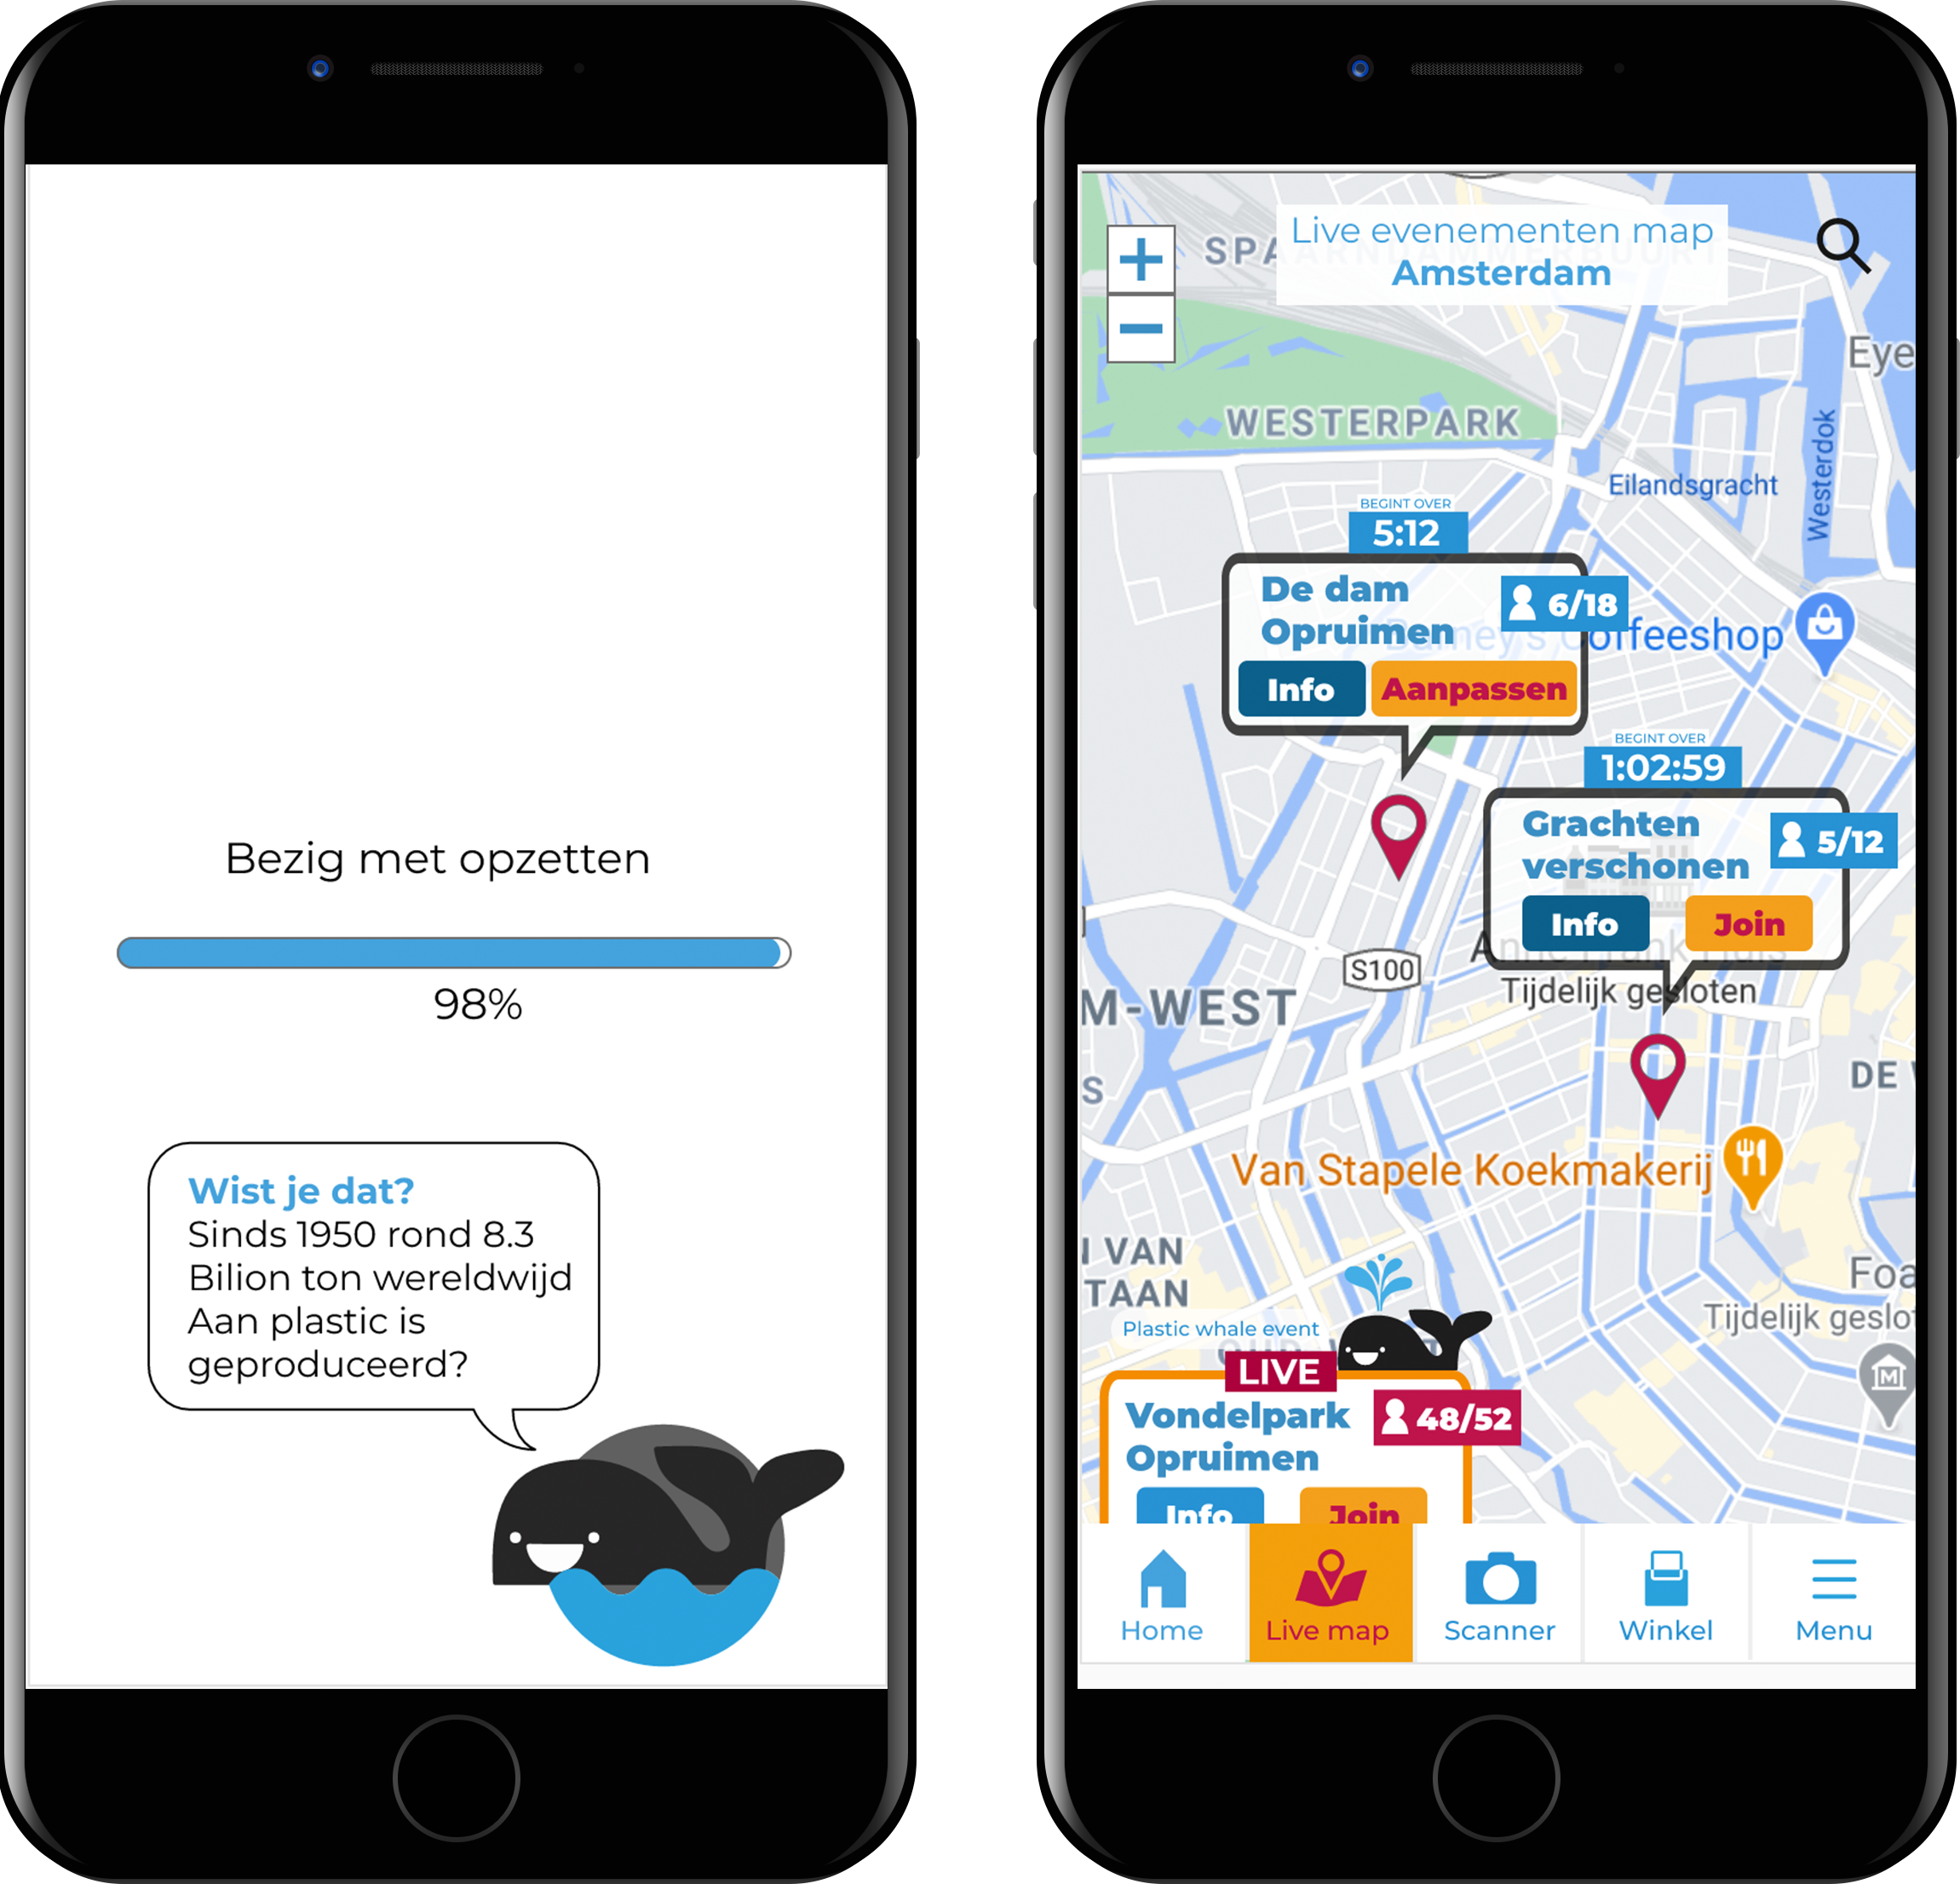 Bezig met opzetten
98%
Wist je dat?
Sinds 1950 rond 8.3
Bilion ton wereldwijd
Aan plastic is
geproduceerd?
Live evenementen map
Amsterdam
+
−
Eye
WESTERPARK
Eilandsgracht
Westerdok
BEGINT OVER
5:12
De dam
Opruimen
6/18
Coffeeshop
Info
Aanpassen
BEGINT OVER
1:02:59
Grachten
verschonen
5/12
Info
Join
S100
Tijdelijk gesloten
M-WEST
S
DE
Van Stapele Koekmakerij
N VAN
TAAN
Foa
Tijdelijk geslo
Plastic whale event
LIVE
Vondelpark
Opruimen
48/52
M
Info
Join
Home
Live map
Scanner
Winkel
Menu